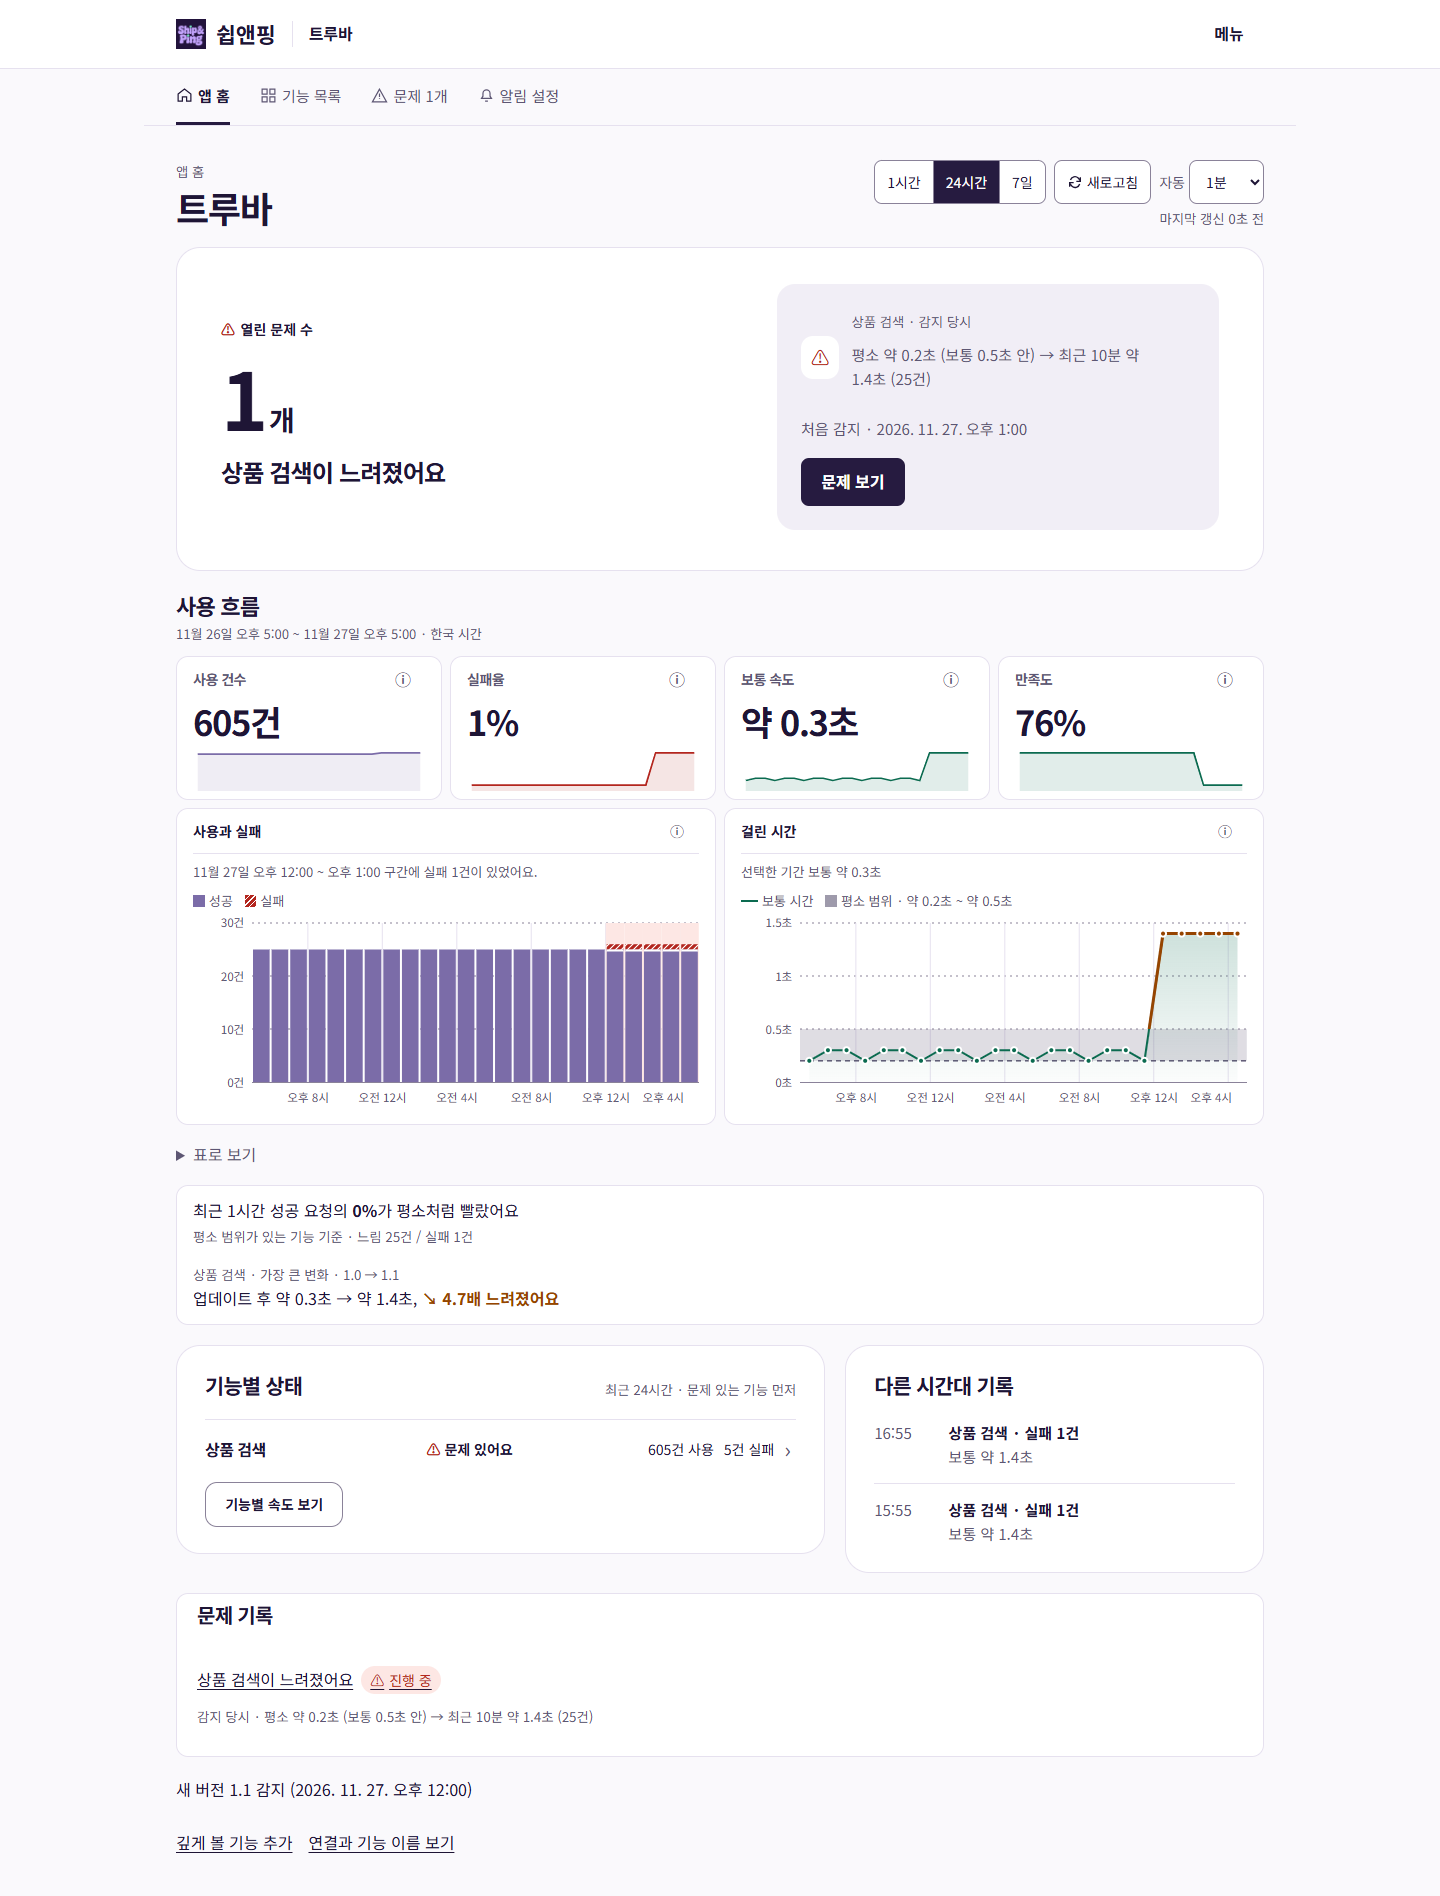 Ship&
Ping
쉽앤핑
트루바
메뉴
앱 홈
기능 목록
문제 1개
알림 설정
앱 홈
트루바
1시간
24시간
7일
새로고침
자동
1분
마지막 갱신 0초 전
열린 문제 수
1개
상품 검색이 느려졌어요
상품 검색 · 감지 당시
평소 약 0.2초 (보통 0.5초 안) → 최근 10분 약
1.4초 (25건)
처음 감지 · 2026. 11. 27. 오후 1:00
문제 보기
사용 흐름
11월 26일 오후 5:00 ~ 11월 27일 오후 5:00 · 한국 시간
사용 건수
605건
실패율
1%
보통 속도
약 0.3초
만족도
76%
사용과 실패
11월 27일 오후 12:00 ~ 오후 1:00 구간에 실패 1건이 있었어요.
성공
실패
30건
20건
10건
0건
오후 8시
오전 12시
오전 4시
오전 8시
오후 12시
오후 4시
걸린 시간
선택한 기간 보통 약 0.3초
보통 시간
평소 범위 · 약 0.2초 ~ 약 0.5초
1.5초
1초
0.5초
0초
오후 8시
오전 12시
오전 4시
오전 8시
오후 12시
오후 4시
▶ 표로 보기
최근 1시간 성공 요청의 0%가 평소처럼 빨랐어요
평소 범위가 있는 기능 기준 · 느림 25건 / 실패 1건
상품 검색 · 가장 큰 변화 · 1.0 → 1.1
업데이트 후 약 0.3초 → 약 1.4초, ↘ 4.7배 느려졌어요
기능별 상태
최근 24시간 · 문제 있는 기능 먼저
상품 검색
문제 있어요
605건 사용
5건 실패
›
기능별 속도 보기
다른 시간대 기록
16:55
상품 검색 · 실패 1건
보통 약 1.4초
15:55
상품 검색 · 실패 1건
보통 약 1.4초
문제 기록
상품 검색이 느려졌어요
진행 중
감지 당시 · 평소 약 0.2초 (보통 0.5초 안) → 최근 10분 약 1.4초 (25건)
새 버전 1.1 감지 (2026. 11. 27. 오후 12:00)
깊게 볼 기능 추가
연결과 기능 이름 보기